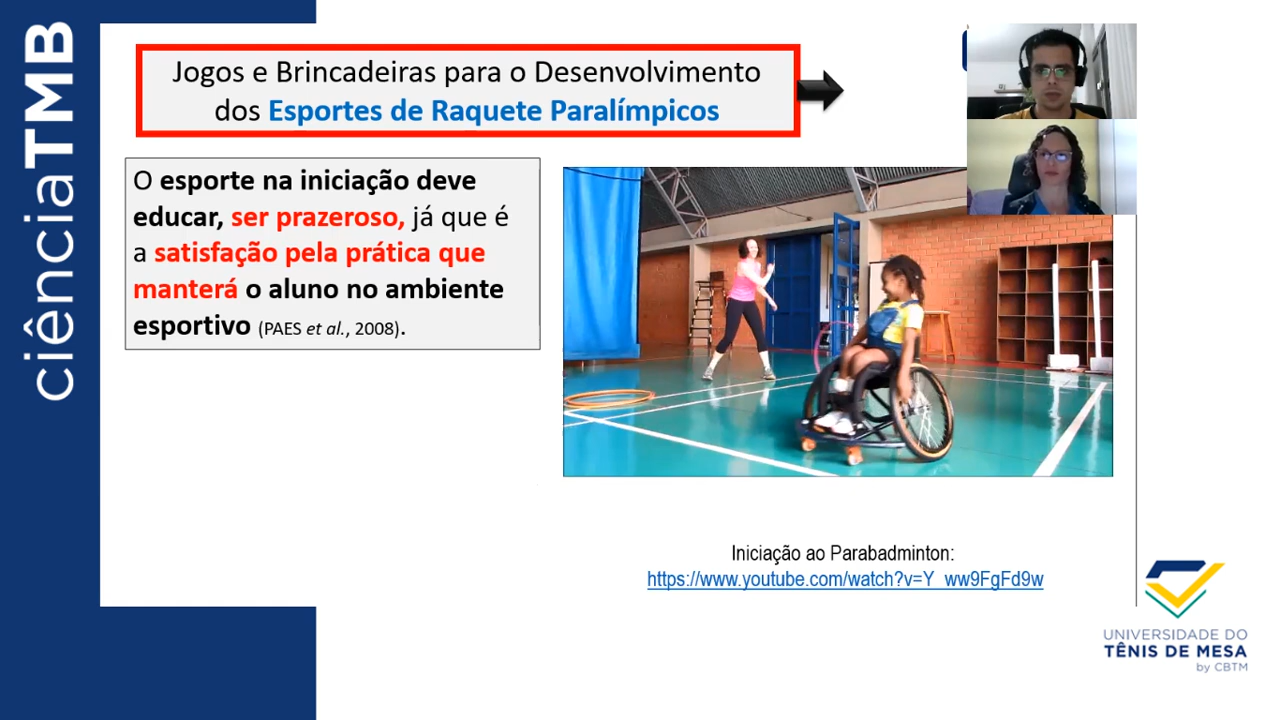 ciênciaTMB
Jogos e Brincadeiras para o Desenvolvimento
dos Esportes de Raquete Paralímpicos
O esporte na iniciação deve
educar, ser prazeroso, já que é
a satisfação pela prática que
manterá o aluno no ambiente
esportivo (PAES et al., 2008).
Iniciação ao Parabadminton:
https://www.youtube.com/watch?v=Y_ww9FgFd9w
UNIVERSIDADE DO
TÊNIS DE MESA
by CBTM